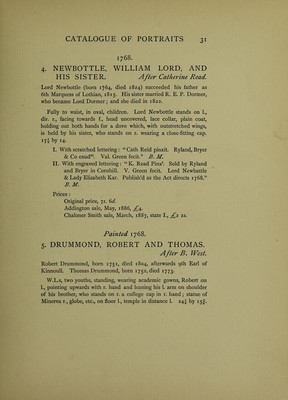 CATALOGUE OF PORTRAITS 31
1768.
4. NEWBOTTLE, WILLIAM LORD, AND
HIS SISTER. After Catherine Read.
Lord Newbottle (born 1764, died 1824) succeeded his father as
6th Marquess of Lothian, 1815. His sister married R. E. F. Dormer,
who became Lord Dormer; and she died in 1822.
Fully to waist, in oval, children. Lord Newbottle stands on l.,
dir. r., facing towards f., head uncovered, lace collar, plain coat,
holding out both hands for a dove which, with outstretched wings,
is held by his sister, who stands on r. wearing a close-fitting cap.
by 14.
I. With scratched lettering: "Cath Reid pinxit. Ryland, Bryer
& Co exudt. Val. Green fecit." B. M.
II. With engraved lettering: "K. Read Pinxt. Sold by Ryland
and Bryer in Cornhill. V. Green fecit. Lord Newbattle
& Lady Elizabeth Kar. Publish'd as the Act directs 1768."
B. M.
Prices:
Original price, 7s. 6d.
Addington sale, May, 1886, £4.
Chaloner Smith sale, March, 1887, state I., £2 2s.
Painted 1768.
5. DRUMMOND, ROBERT AND THOMAS.
After B. West.
Robert Drummond, born 1751, died 1804, afterwards 9th Earl of
Kinnoull. Thomas Drummond, born 1752, died 1773.
W.L.s, two youths, standing, wearing academic gowns, Robert on
l., pointing upwards with r. hand and leaning his l. arm on shoulder
of his brother, who stands on r. a college cap in r. hand; statue of
Minerva r., globe, etc., on floor l., temple in distance l. by